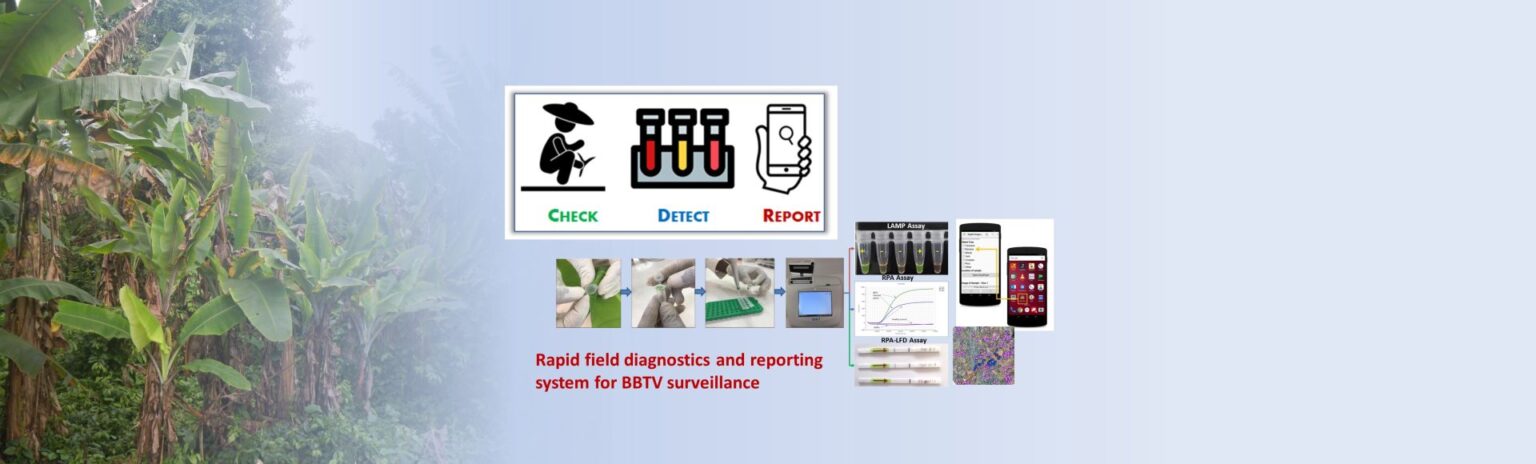 CHECK
DETECT
REPORT
LAMP Assay
RPA Assay
RPA-LFD Assay
Rapid field diagnostics and reporting
system for BBTV surveillance